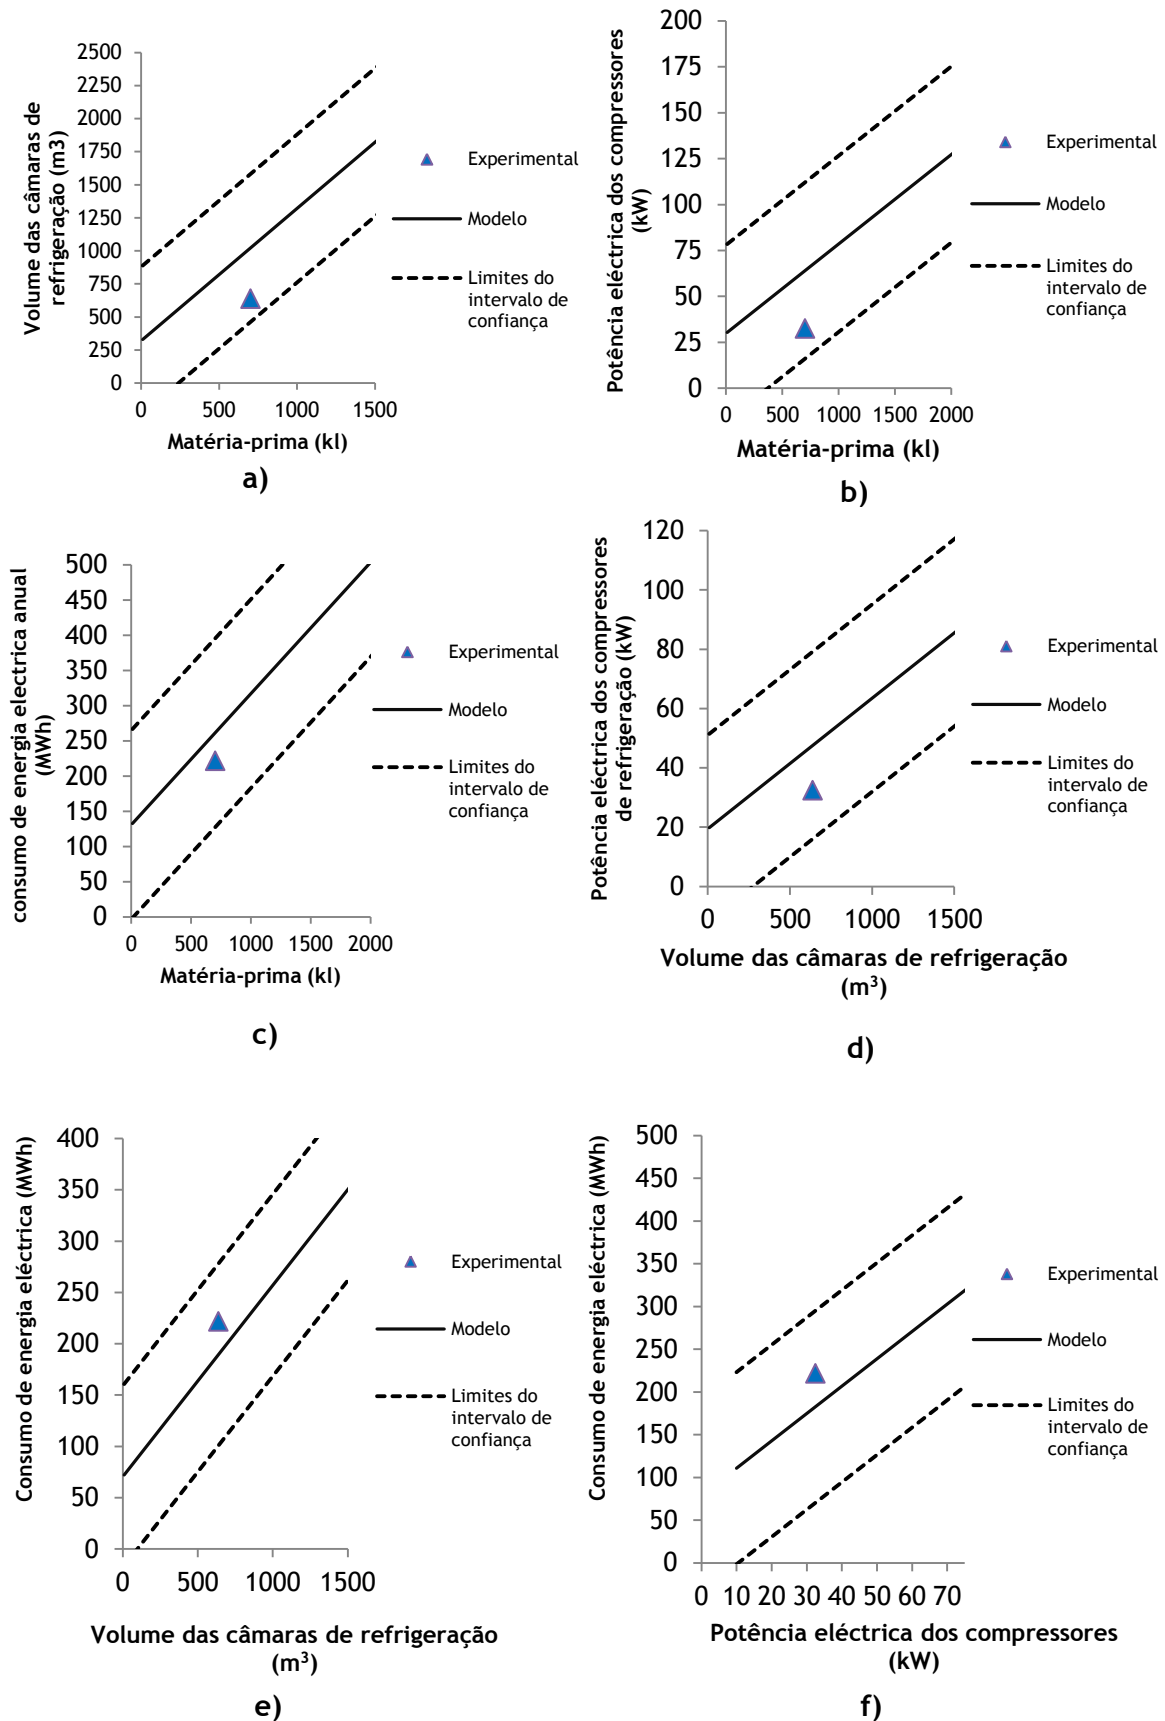 Volume das câmaras de
refrigeração (m3)
2500
2250
2000
1750
1500
1250
1000
750
500
250
0
0 500 1000 1500
Matéria-prima (kl)
Experimental
Modelo
Limites do
intervalo de
confiança
a)
Potência eléctrica dos compressores
(kW)
200
175
150
125
100
75
50
25
0
0 500 1000 1500 2000
Matéria-prima (kl)
Experimental
Modelo
Limites do
intervalo de
confiança
b)
consumo de energia electrica anual
(MWh)
500
450
400
350
300
250
200
150
100
50
0
0 500 1000 1500 2000
Matéria-prima (kl)
Experimental
Modelo
Limites do
intervalo de
confiança
c)
Potência eléctrica dos compressores
de refrigeração (kW)
120
100
80
60
40
20
0
0 500 1000 1500
Volume das câmaras de refrigeração
(m³)
Experimental
Modelo
Limites do
intervalo de
confiança
d)
Consumo de energia eléctrica (MWh)
400
350
300
250
200
150
100
50
0
0 500 1000 1500
Volume das câmaras de refrigeração
(m³)
Experimental
Modelo
Limites do
intervalo de
confiança
e)
Consumo de energia eléctrica (MWh)
500
450
400
350
300
250
200
150
100
50
0
0 10 20 30 40 50 60 70
Potência eléctrica dos compressores
(kW)
Experimental
Modelo
Limites do
intervalo de
confiança
f)